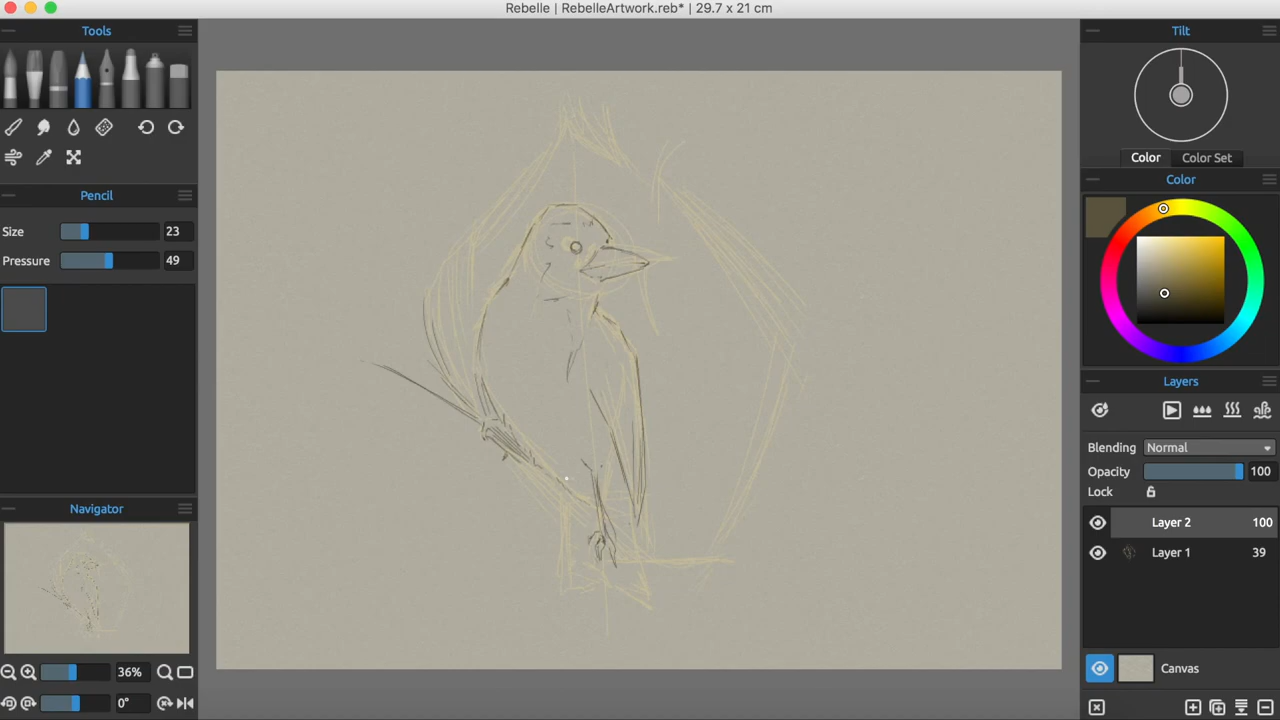 Rebelle | RebelleArtwork.reb* | 29.7 x 21 cm
Tools
Pencil
Size 23
Pressure 49
Navigator
36%
0°
Tilt
Color Color Set
Color
Layers
Blending Normal
Opacity 100
Lock
Layer 2 100
Layer 1 39
Canvas